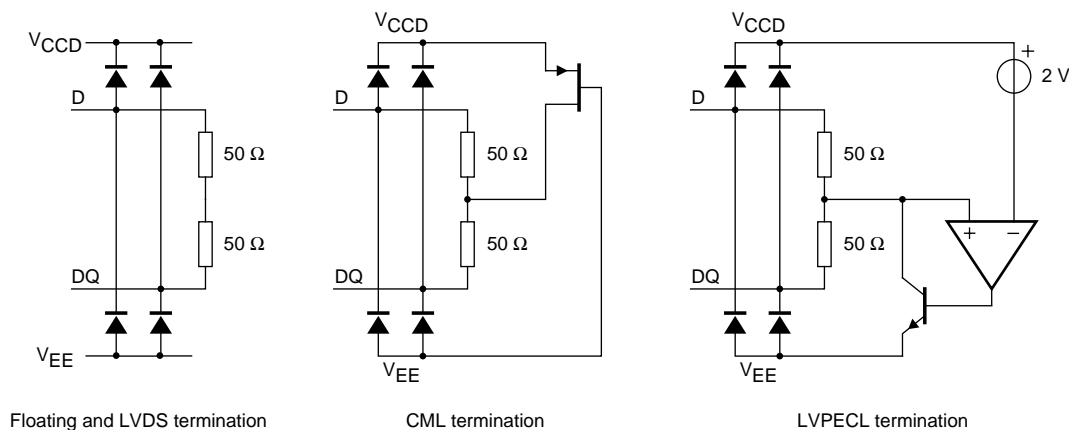 VCCD
D
50 Ω
50 Ω
DQ
VEE
Floating and LVDS termination
VCCD
D
50 Ω
50 Ω
DQ
VEE
CML termination
VCCD
+
2 V
D
50 Ω
+ −
50 Ω
DQ
VEE
LVPECL termination